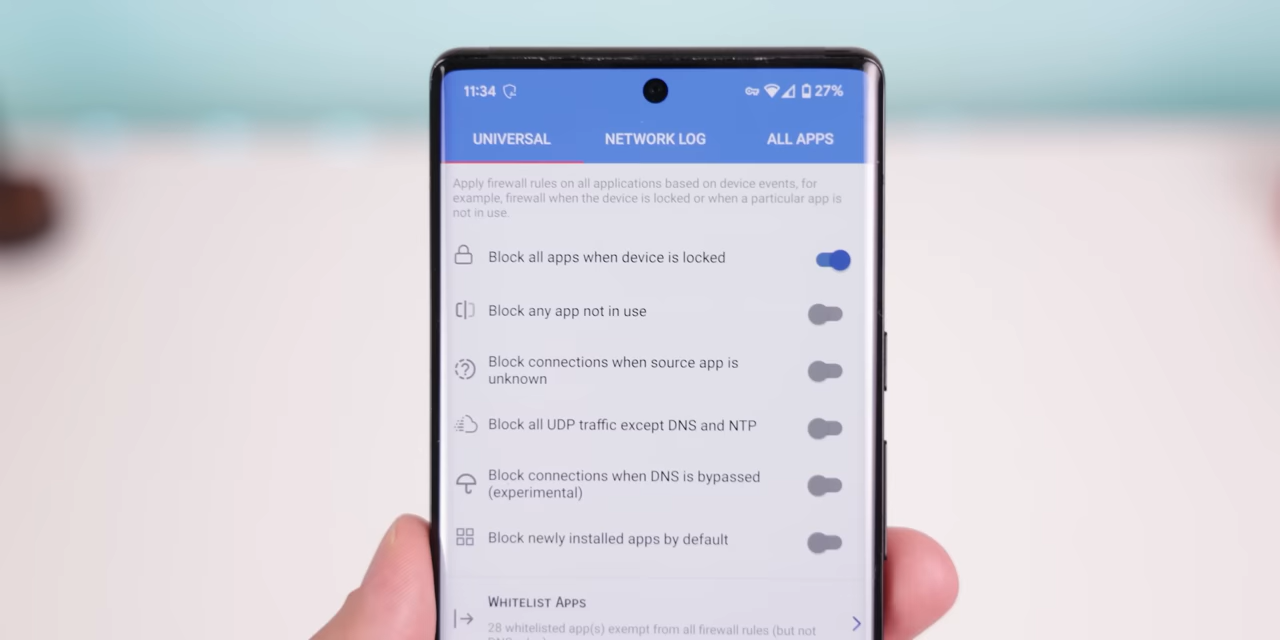 11:34 27%
UNIVERSAL NETWORK LOG ALL APPS
Apply firewall rules on all applications based on device events, for
example, firewall when the device is locked or when a particular app is
not in use.
Block all apps when device is locked
Block any app not in use
Block connections when source app is
unknown
Block all UDP traffic except DNS and NTP
Block connections when DNS is bypassed
(experimental)
Block newly installed apps by default
WHITELIST APPS
28 whitelisted app(s) exempt from all firewall rules (but not